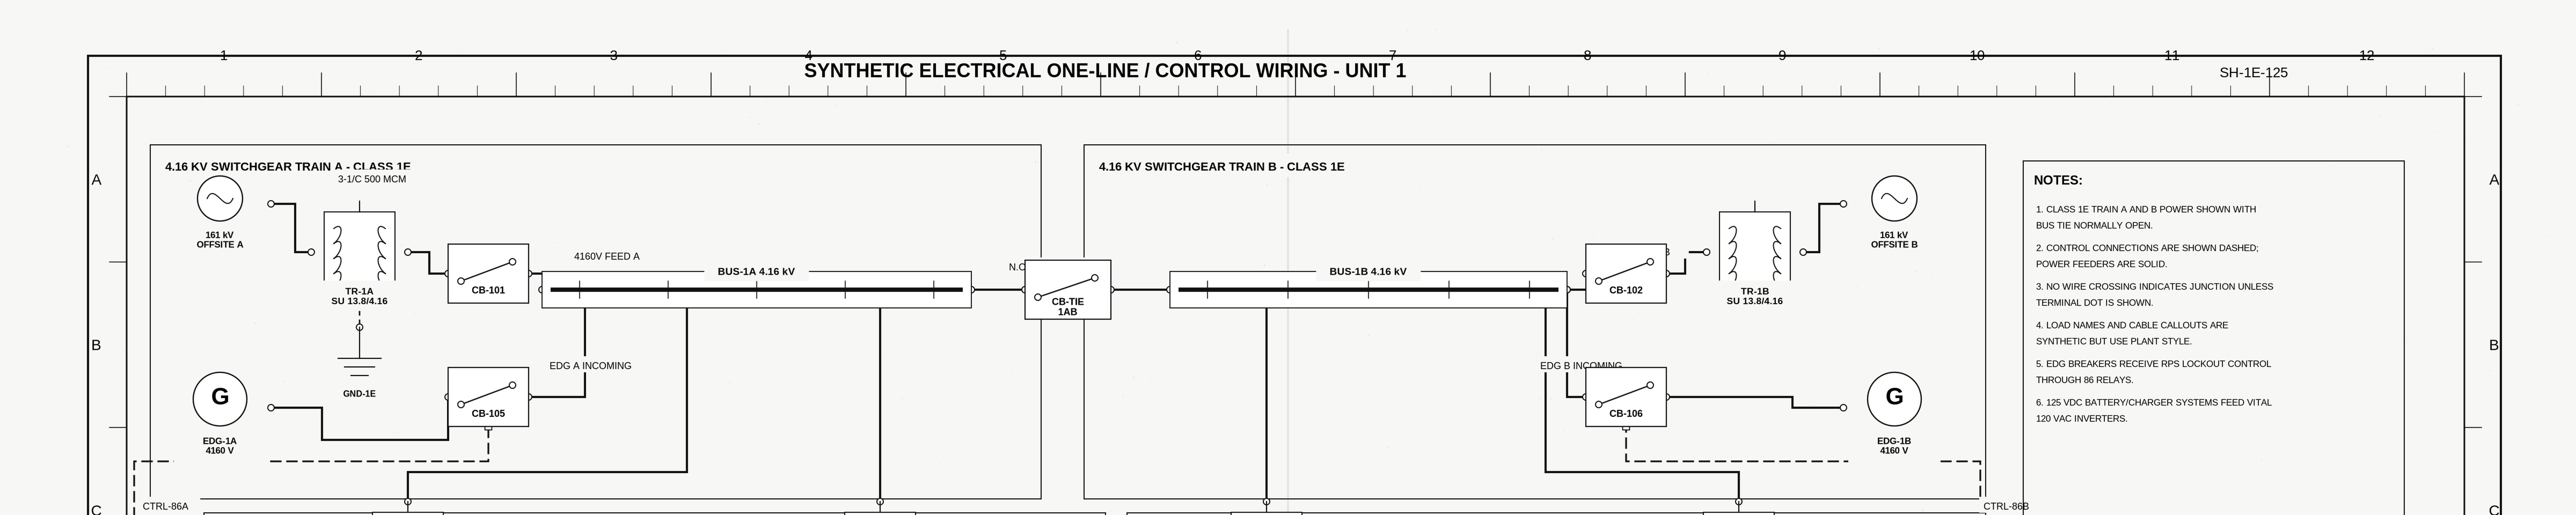 1 2 3 4 5 6 7 8 9 10 11 12
SYNTHETIC ELECTRICAL ONE-LINE / CONTROL WIRING - UNIT 1
SH-1E-125
A
B
C
4.16 KV SWITCHGEAR TRAIN A - CLASS 1E
3-1/C 500 MCM
161 kV
OFFSITE A
TR-1A
SU 13.8/4.16
GND-1E
CB-101
4160V FEED A
BUS-1A 4.16 kV
EDG A INCOMING
CB-105
G
EDG-1A
4160 V
CTRL-86A
N.O
CB-TIE
1AB
4.16 KV SWITCHGEAR TRAIN B - CLASS 1E
BUS-1B 4.16 kV
CB-102
TR-1B
SU 13.8/4.16
161 kV
OFFSITE B
EDG B INCOMING
CB-106
G
EDG-1B
4160 V
CTRL-86B
NOTES:
1. CLASS 1E TRAIN A AND B POWER SHOWN WITH
BUS TIE NORMALLY OPEN.
2. CONTROL CONNECTIONS ARE SHOWN DASHED;
POWER FEEDERS ARE SOLID.
3. NO WIRE CROSSING INDICATES JUNCTION UNLESS
TERMINAL DOT IS SHOWN.
4. LOAD NAMES AND CABLE CALLOUTS ARE
SYNTHETIC BUT USE PLANT STYLE.
5. EDG BREAKERS RECEIVE RPS LOCKOUT CONTROL
THROUGH 86 RELAYS.
6. 125 VDC BATTERY/CHARGER SYSTEMS FEED VITAL
120 VAC INVERTERS.
A
B
C